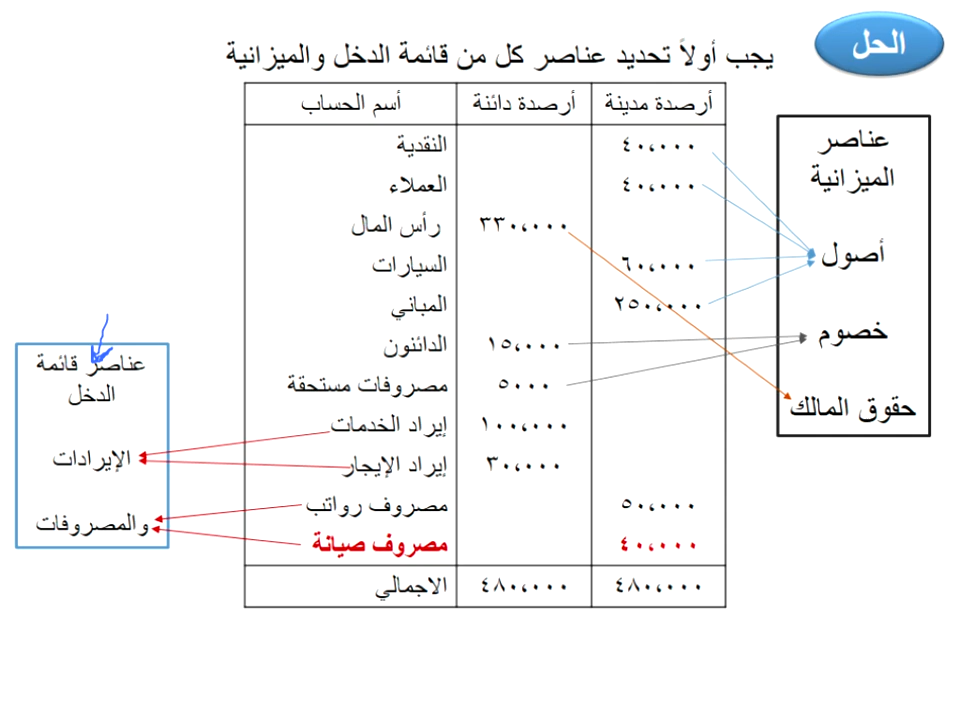 الحل
يجب أولاً تحديد عناصر كل من قائمة الدخل والميزانية
أرصدة مدينة أرصدة دائنة أسم الحساب
٤٠،٠٠٠ النقدية
٤٠،٠٠٠ العملاء
٣٣٠،٠٠٠ رأس المال
٦٠،٠٠٠ السيارات
٢٥٠،٠٠٠ المباني
١٥،٠٠٠ الدائنون
٥٠٠٠ مصروفات مستحقة
١٠٠،٠٠٠ إيراد الخدمات
٣٠،٠٠٠ إيراد الإيجار
٥٠،٠٠٠ مصروف رواتب
٤٠،٠٠٠ مصروف صيانة
٤٨٠،٠٠٠ ٤٨٠،٠٠٠ الاجمالي
عناصر
الميزانية
أصول
خصوم
حقوق المالك
عناصر قائمة
الدخل
الإيرادات
والمصروفات